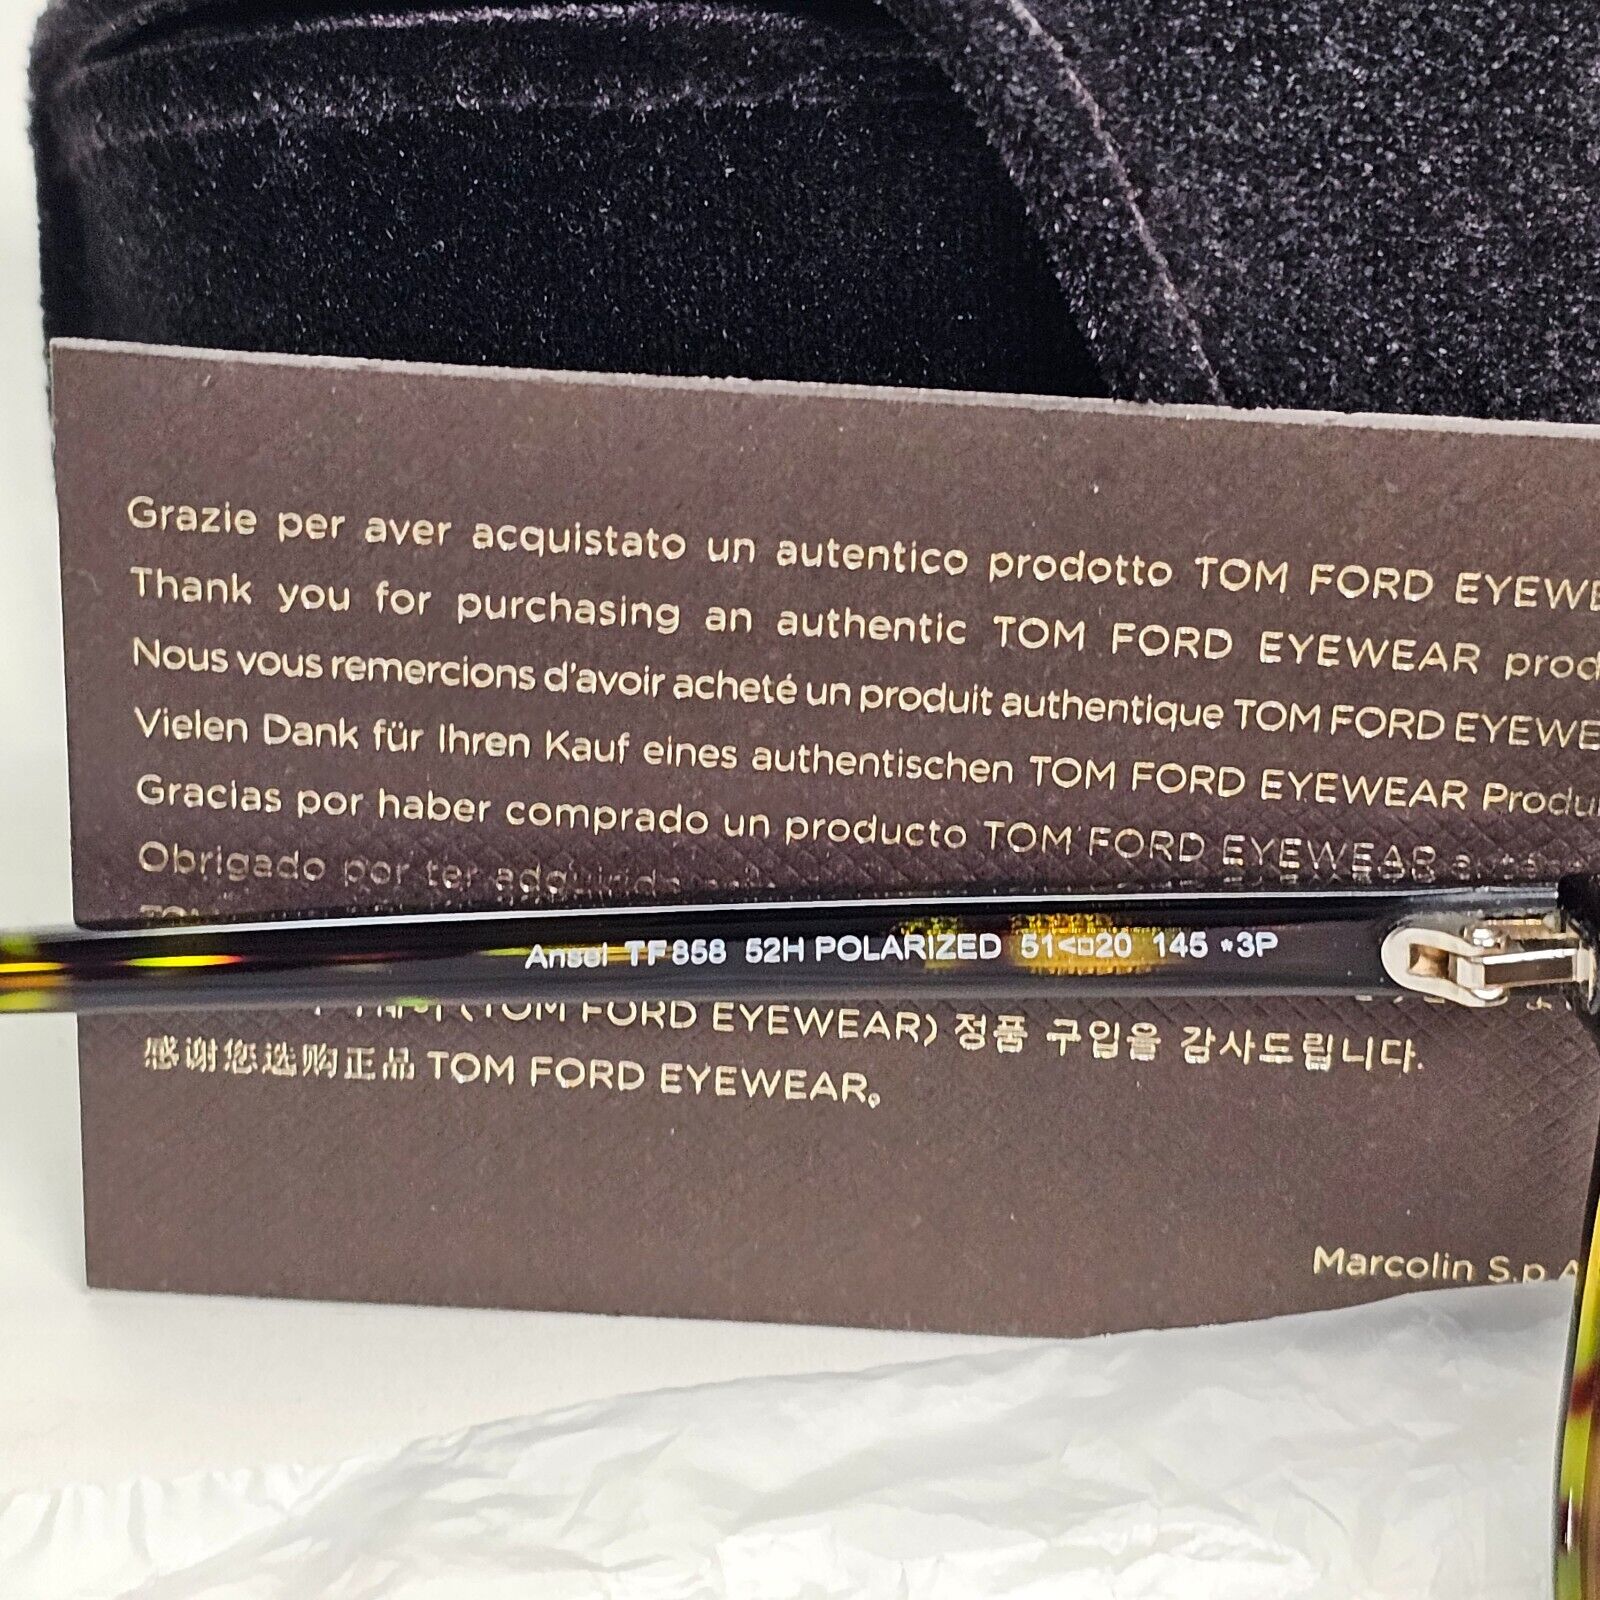 Grazie per aver acquistato un autentico prodotto TOM FORD EYEWE
Thank you for purchasing an authentic TOM FORD EYEWEAR prod
Nous vous remercions d'avoir acheté un produit authentique TOM FORD EYEWE
Vielen Dank für Ihren Kauf eines authentischen TOM FORD EYEWEAR Produ
Gracias por haber comprado un producto TOM FORD EYEWEAR
Obrigado por ter adquirido
Ansel TF858 52H POLARIZED 51<□20 145 *3P
(TOM FORD EYEWEAR) 정품 구입을 감사드립니다.
感谢您选购正品 TOM FORD EYEWEAR。
Marcolin S.p.A